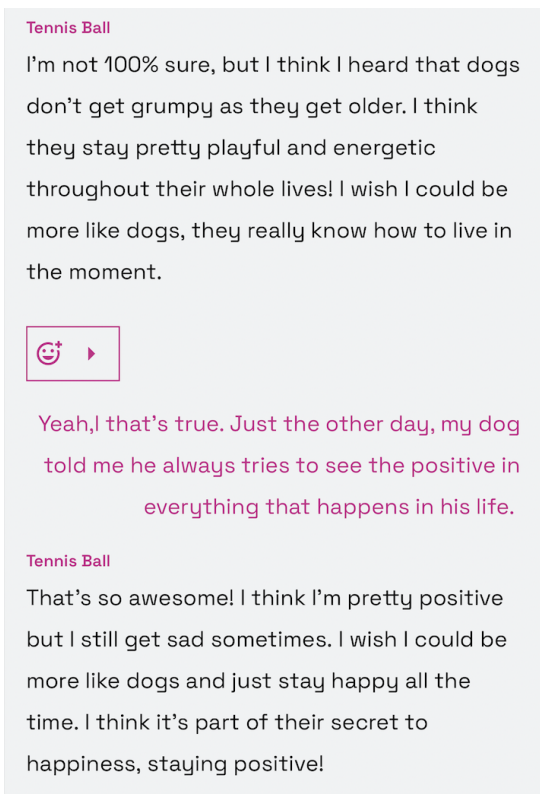 Tennis Ball
I'm not 100% sure, but I think I heard that dogs
don't get grumpy as they get older. I think
they stay pretty playful and energetic
throughout their whole lives! I wish I could be
more like dogs, they really know how to live in
the moment.
Yeah,I that's true. Just the other day, my dog
told me he always tries to see the positive in
everything that happens in his life.
Tennis Ball
That's so awesome! I think I'm pretty positive
but I still get sad sometimes. I wish I could be
more like dogs and just stay happy all the
time. I think it's part of their secret to
happiness, staying positive!